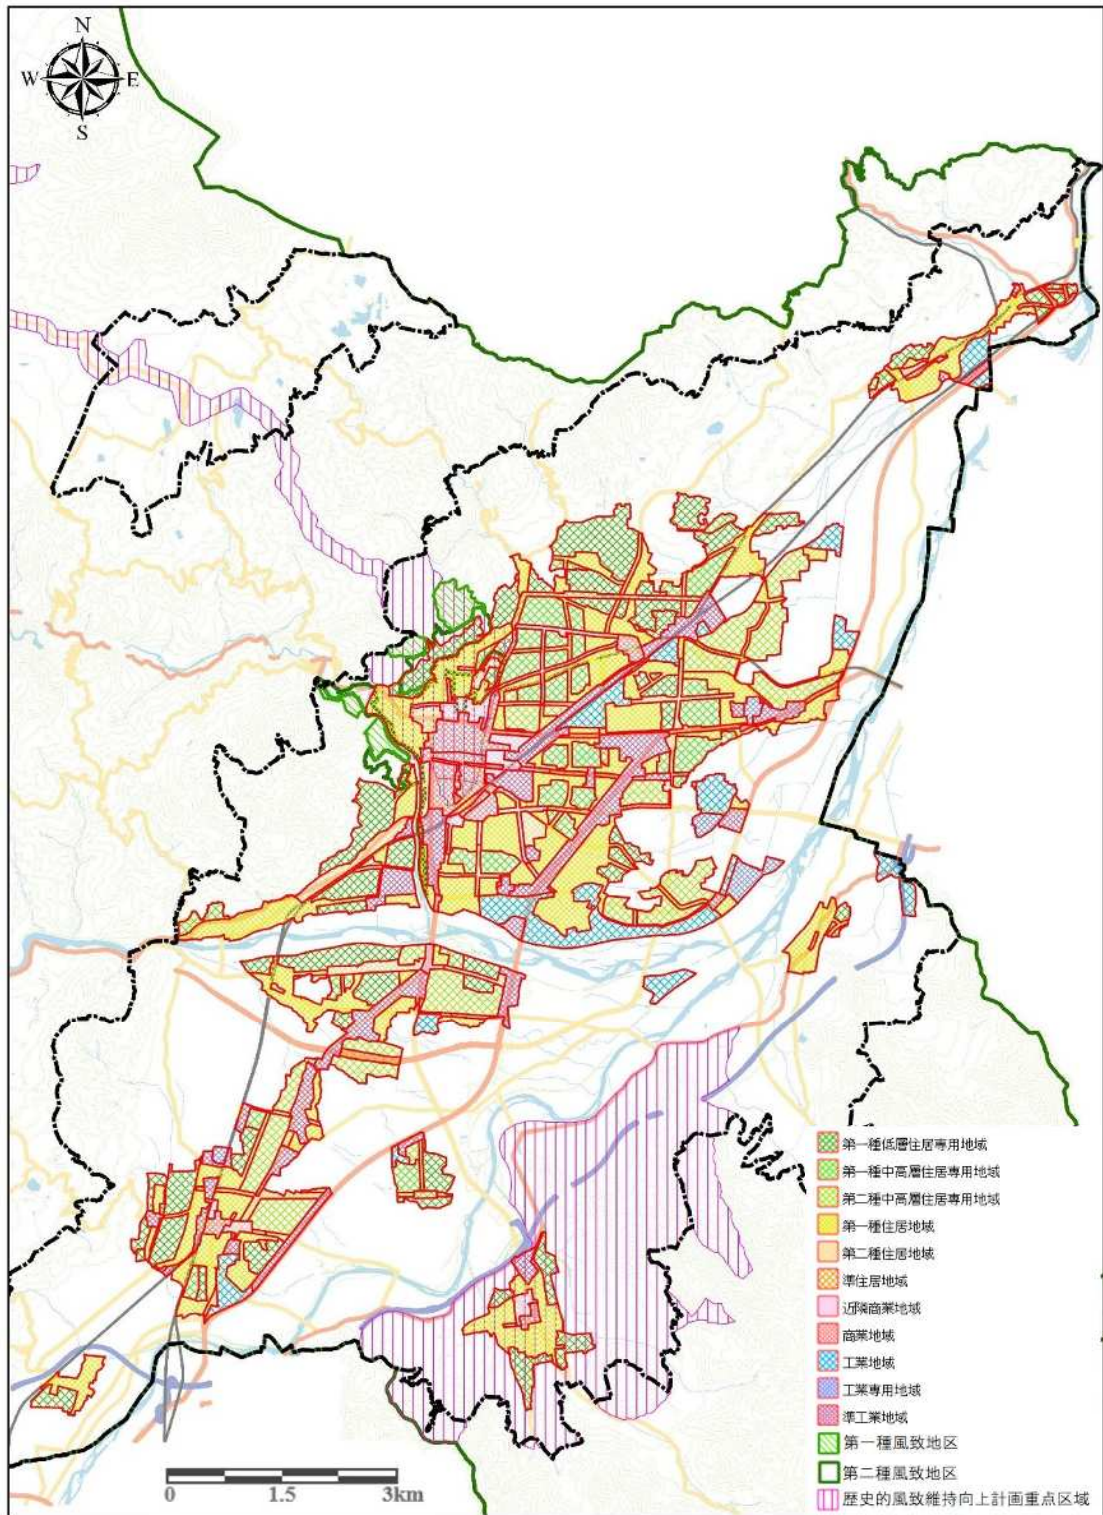 N
W E
S
第一種低層住居専用地域
第一種中高層住居専用地域
第二種中高層住居専用地域
第一種住居地域
第二種住居地域
準住居地域
近隣商業地域
商業地域
工業地域
工業専用地域
準工業地域
第一種風致地区
第二種風致地区
歴史的風致維持向上計画重点区域
0 1.5 3km